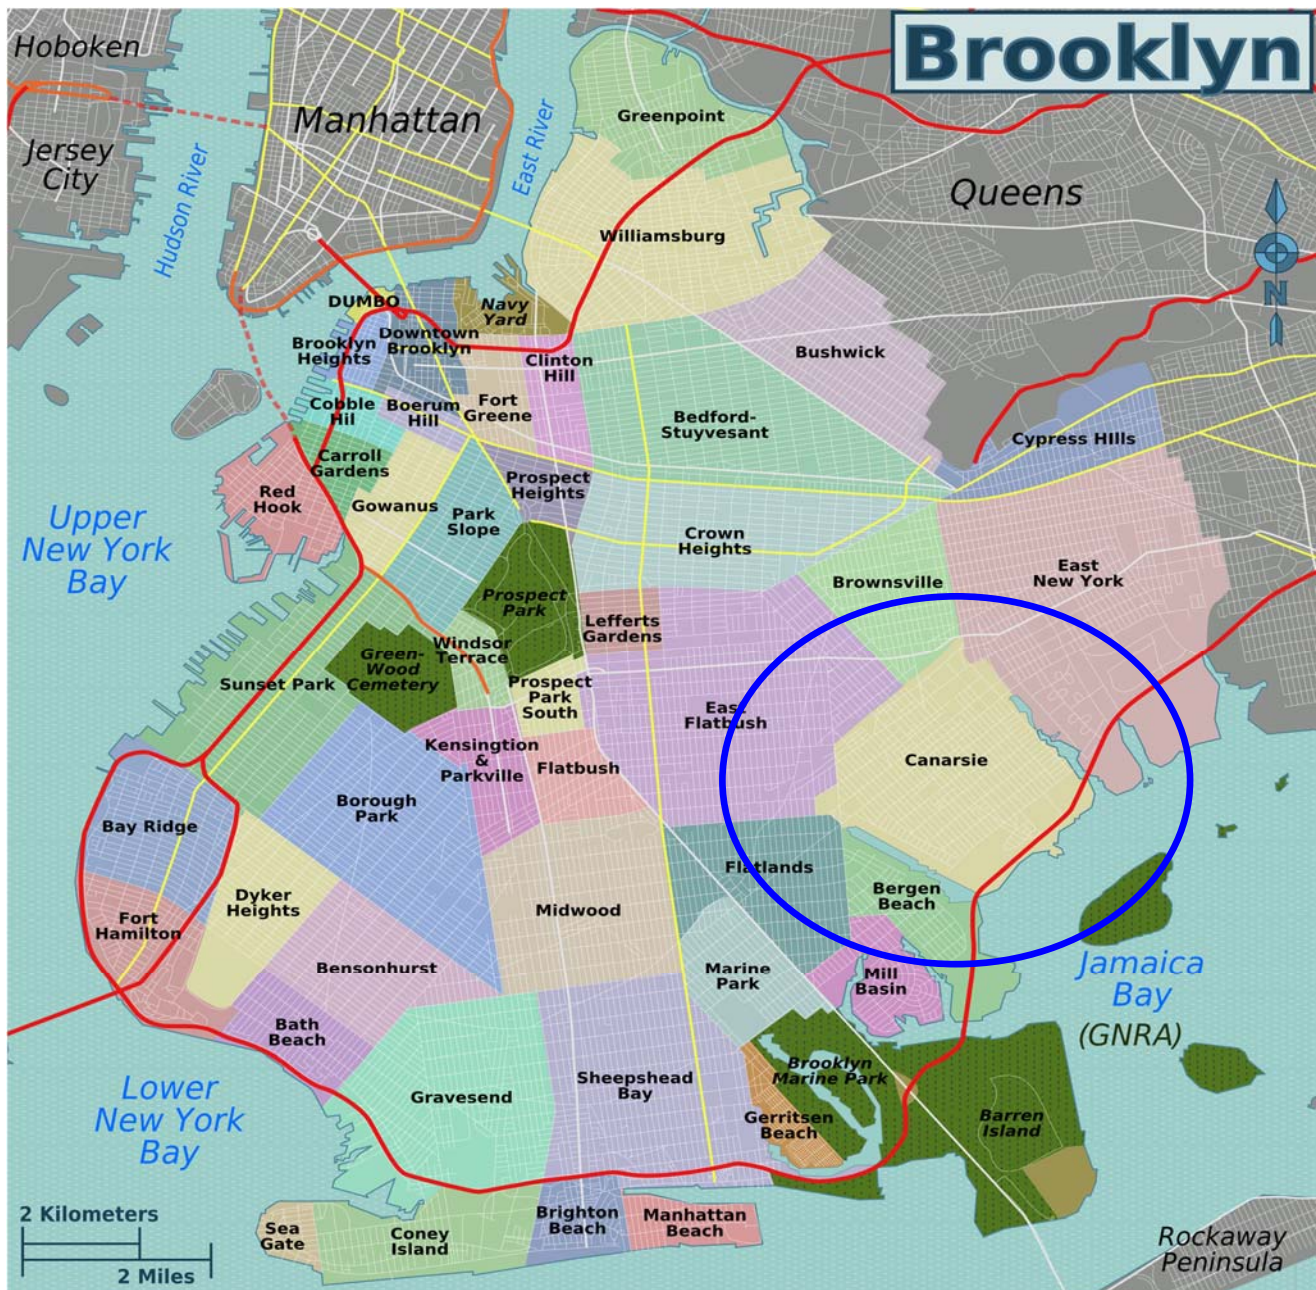 Brooklyn
Hoboken
Manhattan
Jersey
City
Hudson River
East River
Greenpoint
Queens
Williamsburg
N
DUMBO
Navy
Yard
Brooklyn
Heights
Downtown
Brooklyn
Clinton
Hill
Bushwick
Cobble
Hil
Boerum
Hill
Fort
Greene
Bedford-
Stuyvesant
Cypress HIlls
Carroll
Gardens
Red
Hook
Gowanus
Park
Slope
Prospect
Heights
Crown
Heights
Upper
New York
Bay
Brownsville
East
New York
Prospect
Park
Lefferts
Gardens
Windsor
Terrace
Green-
Wood
Cemetery
Sunset Park
Prospect
Park
South
East
Flatbush
Canarsie
Kensington
&
Parkville
Flatbush
Borough
Park
Bay Ridge
Flatlands
Bergen
Beach
Dyker
Heights
Fort
Hamilton
Midwood
Bensonhurst
Marine
Park
Mill
Basin
Jamaica
Bay
(GNRA)
Bath
Beach
Lower
New York
Bay
Gravesend
Sheepshead
Bay
Brooklyn
Marine Park
Gerritsen
Beach
Barren
Island
2 Kilometers
2 Miles
Sea
Gate
Coney
Island
Brighton
Beach
Manhattan
Beach
Rockaway
Peninsula